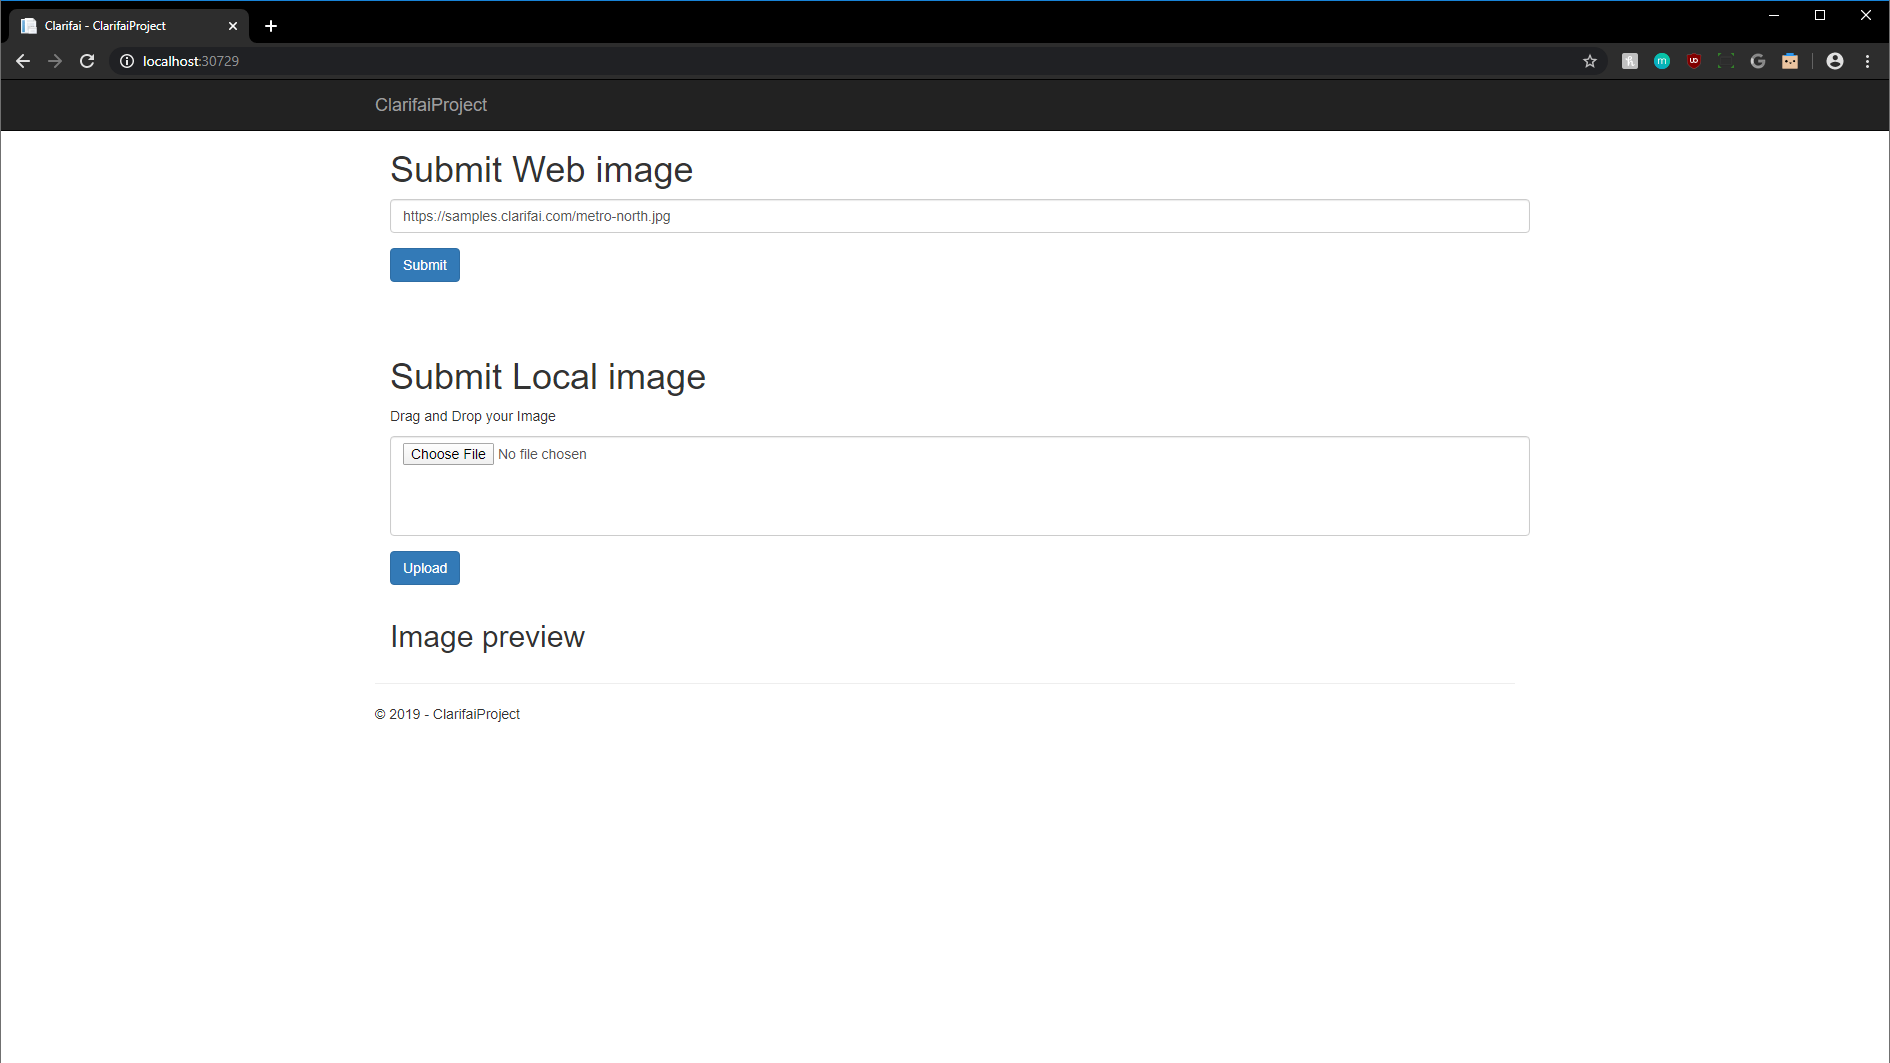 Clarifai - ClarifaiProject
localhost:30729
ClarifaiProject
Submit Web image
https://samples.clarifai.com/metro-north.jpg
Submit
Submit Local image
Drag and Drop your Image
Choose File No file chosen
Upload
Image preview
© 2019 - ClarifaiProject